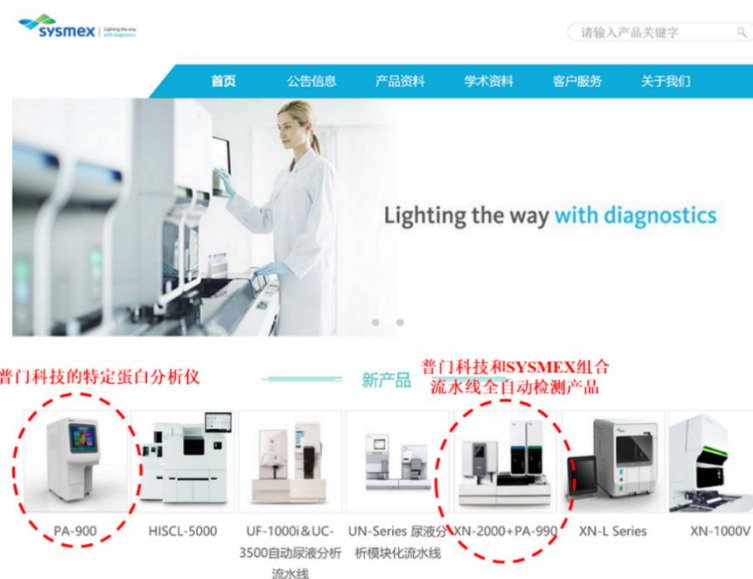 sysmex
Lighting the way
with diagnostics
请输入产品关键字
首页 公告信息 产品资料 学术资料 客户服务 关于我们
Lighting the way with diagnostics
普门科技的特定蛋白分析仪
新产品
普门科技和SYSMEX组合
流水线全自动检测产品
PA-900
HISCL-5000
UF-1000i&UC-
3500自动尿液分析
流水线
UN-Series 尿液分
析模块化流水线
XN-2000+PA-990
XN-L Series
XN-1000V